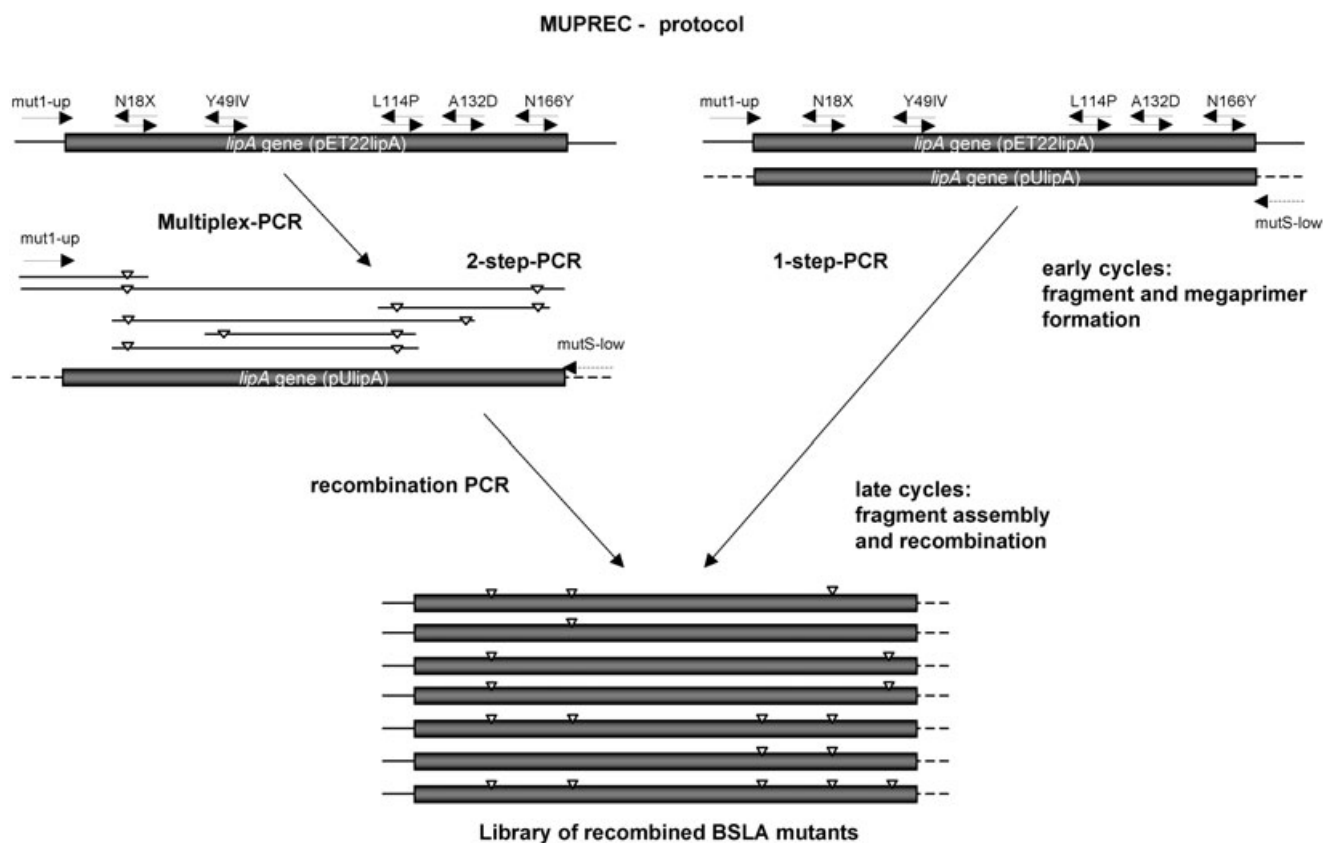 MUPREC - protocol
mut1-up N18X Y49IV L114P A132D N166Y
lipA gene (pET22lipA)
mut1-up N18X Y49IV L114P A132D N166Y
lipA gene (pET22lipA)
lipA gene (pUlipA)
mutS-low
Multiplex-PCR
mut1-up
2-step-PCR
mutS-low
lipA gene (pUlipA)
1-step-PCR
early cycles:
fragment and megaprimer
formation
recombination PCR
late cycles:
fragment assembly
and recombination
Library of recombined BSLA mutants